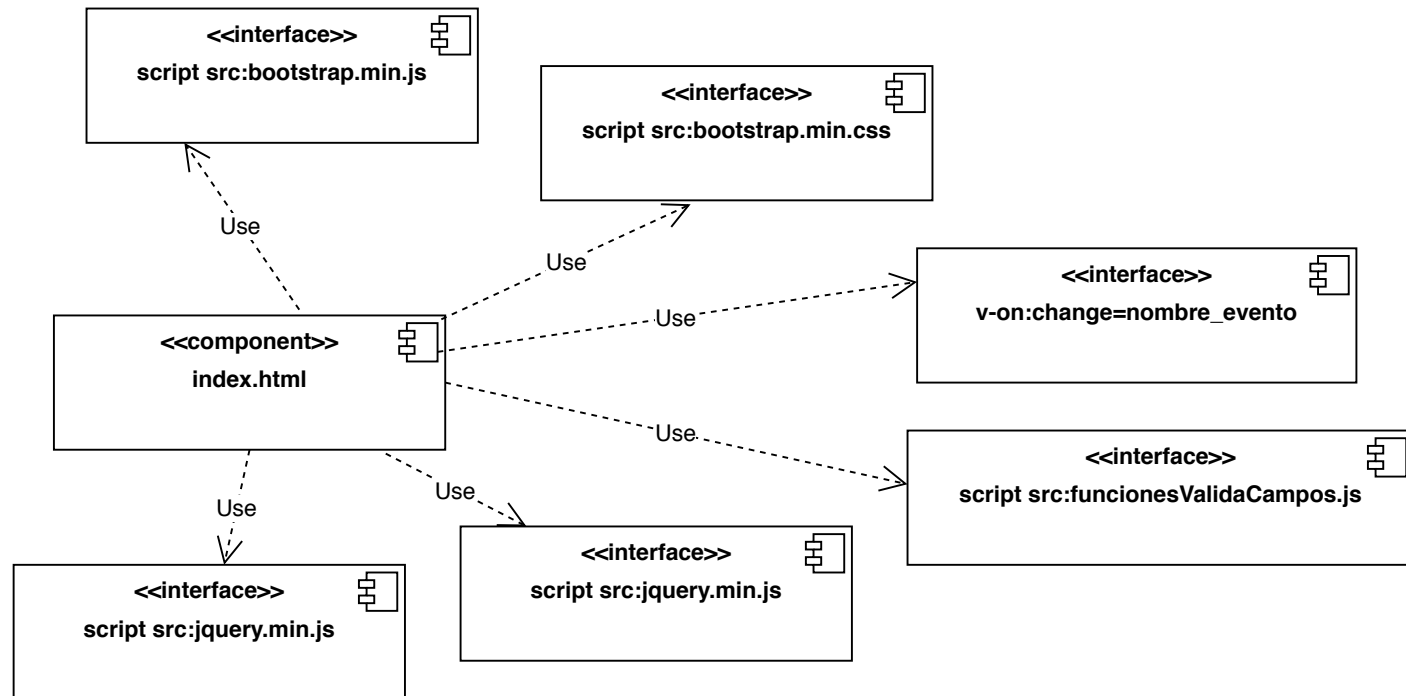 <<interface>>
script src:bootstrap.min.js
<<interface>>
script src:bootstrap.min.css
Use
Use
<<interface>>
v-on:change=nombre_evento
Use
<<component>>
index.html
Use
<<interface>>
script src:funcionesValidaCampos.js
Use
Use
<<interface>>
script src:jquery.min.js
<<interface>>
script src:jquery.min.js